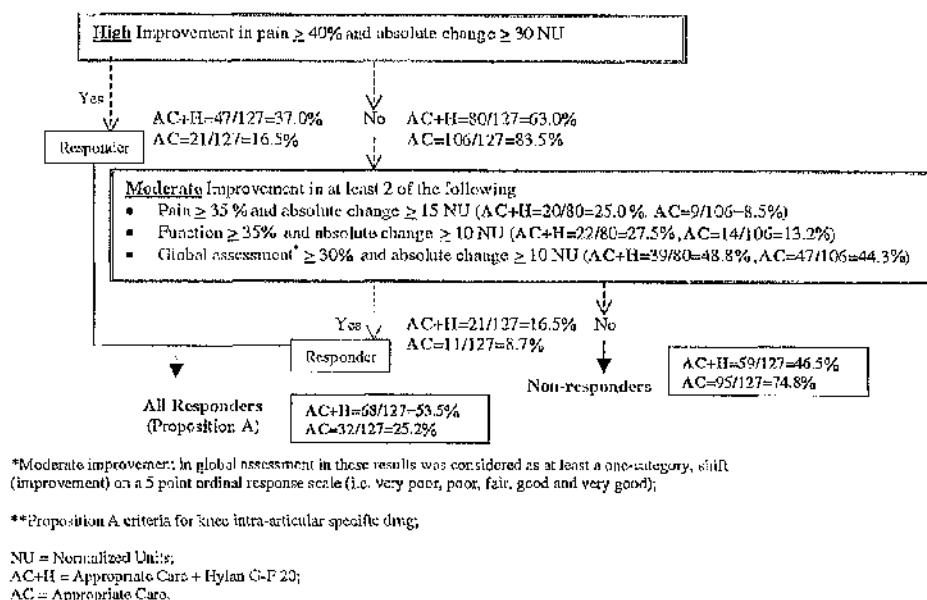 High Improvement in pain ≥ 40% and absolute change ≥ 30 NU
Yes
AC+H=47/127=37.0%
AC=21/127=16.5%
No
AC+H=80/127=63.0%
AC=106/127=83.5%
Responder
Moderate Improvement in at least 2 of the following
• Pain ≥ 35 % and absolute change ≥ 15 NU (AC+H=20/80=25.0 %, AC=9/106=8.5%)
• Function ≥ 35% and absolute change ≥ 10 NU (AC+H=22/80=27.5%, AC=14/106=13.2%)
• Global assessment* ≥ 30% and absolute change ≥ 10 NU (AC+H=39/80=48.8%, AC=47/106=44.3%)
Yes
AC+H=21/127=16.5%
AC=11/127=8.7%
No
Responder
Non-responders
AC+H=59/127=46.5%
AC=95/127=74.8%
All Responders
(Proposition A)
AC+H=68/127=53.5%
AC=32/127=25.2%
*Moderate improvement in global assessment in these results was considered as at least a one-category, shift
(improvement) on a 5 point ordinal response scale (i.e. very poor, poor, fair, good and very good);
**Proposition A criteria for knee intra-articular specific drug;
NU = Normalized Units;
AC+H = Appropriate Care + Hylan G-F 20;
AC = Appropriate Care.